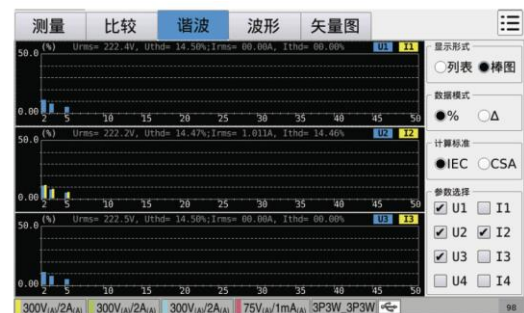 测量 比较 谐波 波形 矢量图
50.0 (%) Urms= 222.4V, Uthd= 14.50%;Irms= 00.00A, Ithd= 00.00% U1 I1
0.00 2 5 10 15 20 25 30 35 40 45 50
50.0 (%) Urms= 222.2V, Uthd= 14.47%;Irms= 1.011A, Ithd= 14.46% U2 I2
0.00 2 5 10 15 20 25 30 35 40 45 50
50.0 (%) Urms= 222.5V, Uthd= 14.50%;Irms= 00.00A, Ithd= 00.00% U3 I3
0.00 2 5 10 15 20 25 30 35 40 45 50
显示形式
列表 棒图
数据模式
% Δ
计算标准
IEC CSA
参数选择
U1 I1
U2 I2
U3 I3
U4 I4
300V(A)/2A(A) 300V(A)/2A(A) 300V(A)/2A(A) 75V(A)/1mA(A) 3P3W_3P3W 98